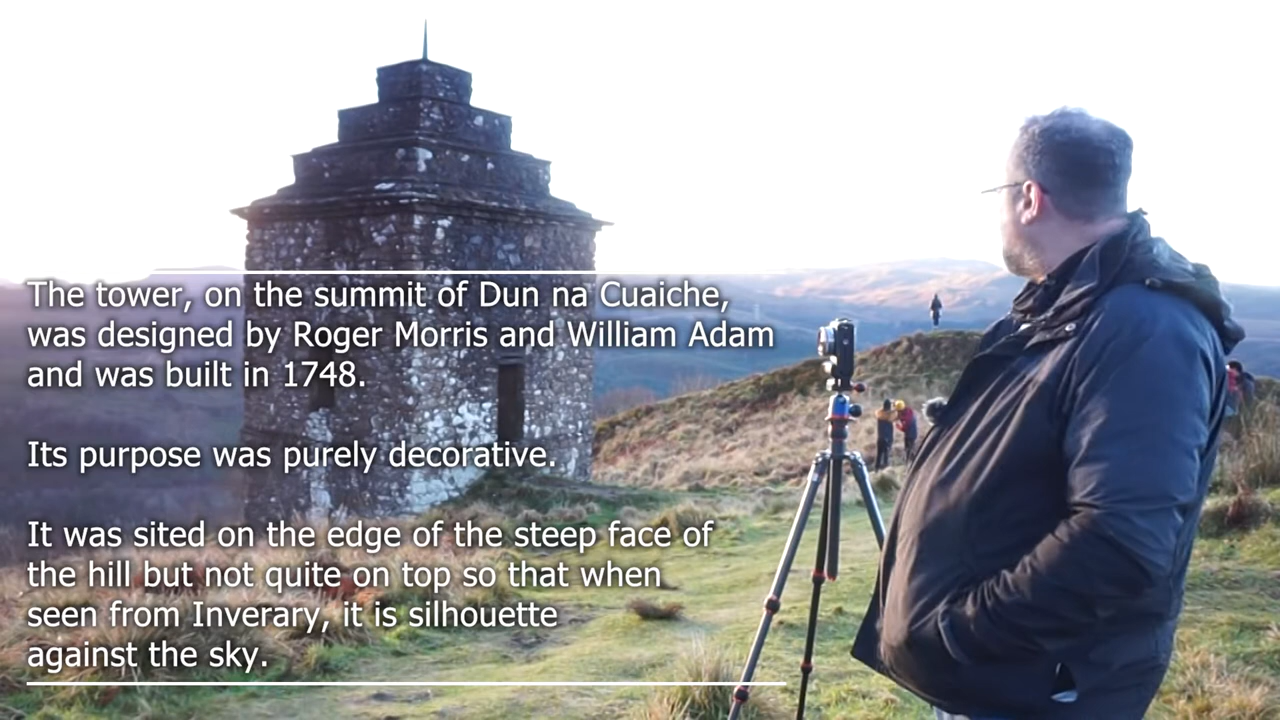 The tower, on the summit of Dun na Cuaiche,
was designed by Roger Morris and William Adam
and was built in 1748.
Its purpose was purely decorative.
It was sited on the edge of the steep face of
the hill but not quite on top so that when
seen from Inverary, it is silhouette
against the sky.